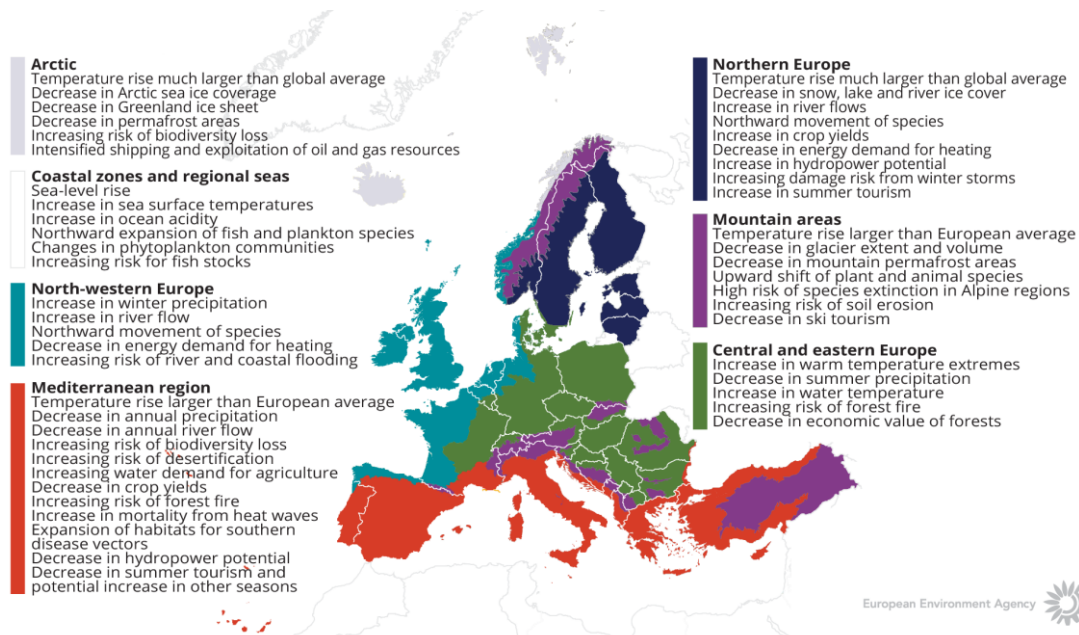 Arctic
Temperature rise much larger than global average
Decrease in Arctic sea ice coverage
Decrease in Greenland ice sheet
Decrease in permafrost areas
Increasing risk of biodiversity loss
Intensified shipping and exploitation of oil and gas resources
Coastal zones and regional seas
Sea-level rise
Increase in sea surface temperatures
Increase in ocean acidity
Northward expansion of fish and plankton species
Changes in phytoplankton communities
Increasing risk for fish stocks
North-western Europe
Increase in winter precipitation
Increase in river flow
Northward movement of species
Decrease in energy demand for heating
Increasing risk of river and coastal flooding
Mediterranean region
Temperature rise larger than European average
Decrease in annual precipitation
Decrease in annual river flow
Increasing risk of biodiversity loss
Increasing risk of desertification
Increasing water demand for agriculture
Decrease in crop yields
Increasing risk of forest fire
Increase in mortality from heat waves
Expansion of habitats for southern
disease vectors
Decrease in hydropower potential
Decrease in summer tourism and
potential increase in other seasons
Northern Europe
Temperature rise much larger than global average
Decrease in snow, lake and river ice cover
Increase in river flows
Northward movement of species
Increase in crop yields
Decrease in energy demand for heating
Increase in hydropower potential
Increasing damage risk from winter storms
Increase in summer tourism
Mountain areas
Temperature rise larger than European average
Decrease in glacier extent and volume
Decrease in mountain permafrost areas
Upward shift of plant and animal species
High risk of species extinction in Alpine regions
Increasing risk of soil erosion
Decrease in ski tourism
Central and eastern Europe
Increase in warm temperature extremes
Decrease in summer precipitation
Increase in water temperature
Increasing risk of forest fire
Decrease in economic value of forests
European Environment Agency